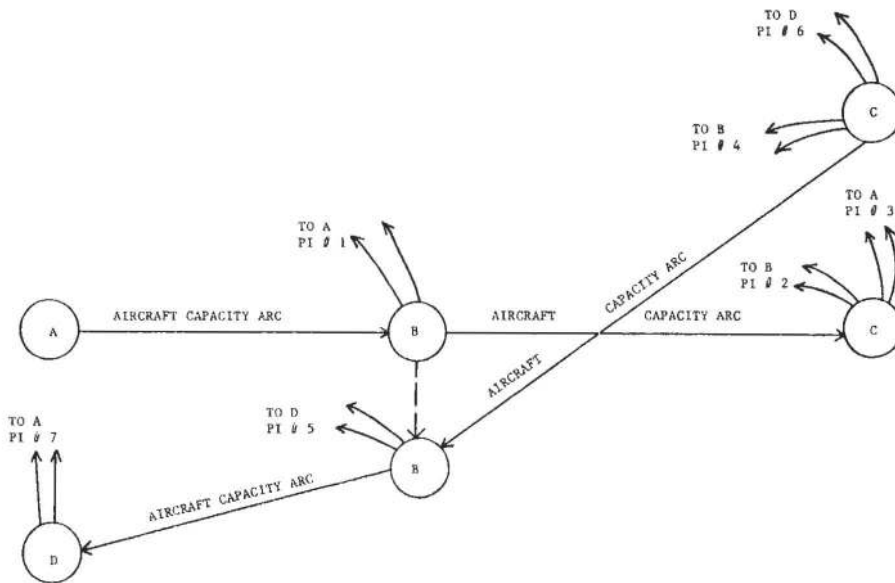 TO D
PI # 6
C
TO B
PI # 4
TO A
PI # 3
TO A
PI # 1
CAPACITY ARC
TO B
PI # 2
A
AIRCRAFT CAPACITY ARC
B
AIRCRAFT
CAPACITY ARC
C
AIRCRAFT
TO A
PI # 7
TO D
PI # 5
B
AIRCRAFT CAPACITY ARC
D